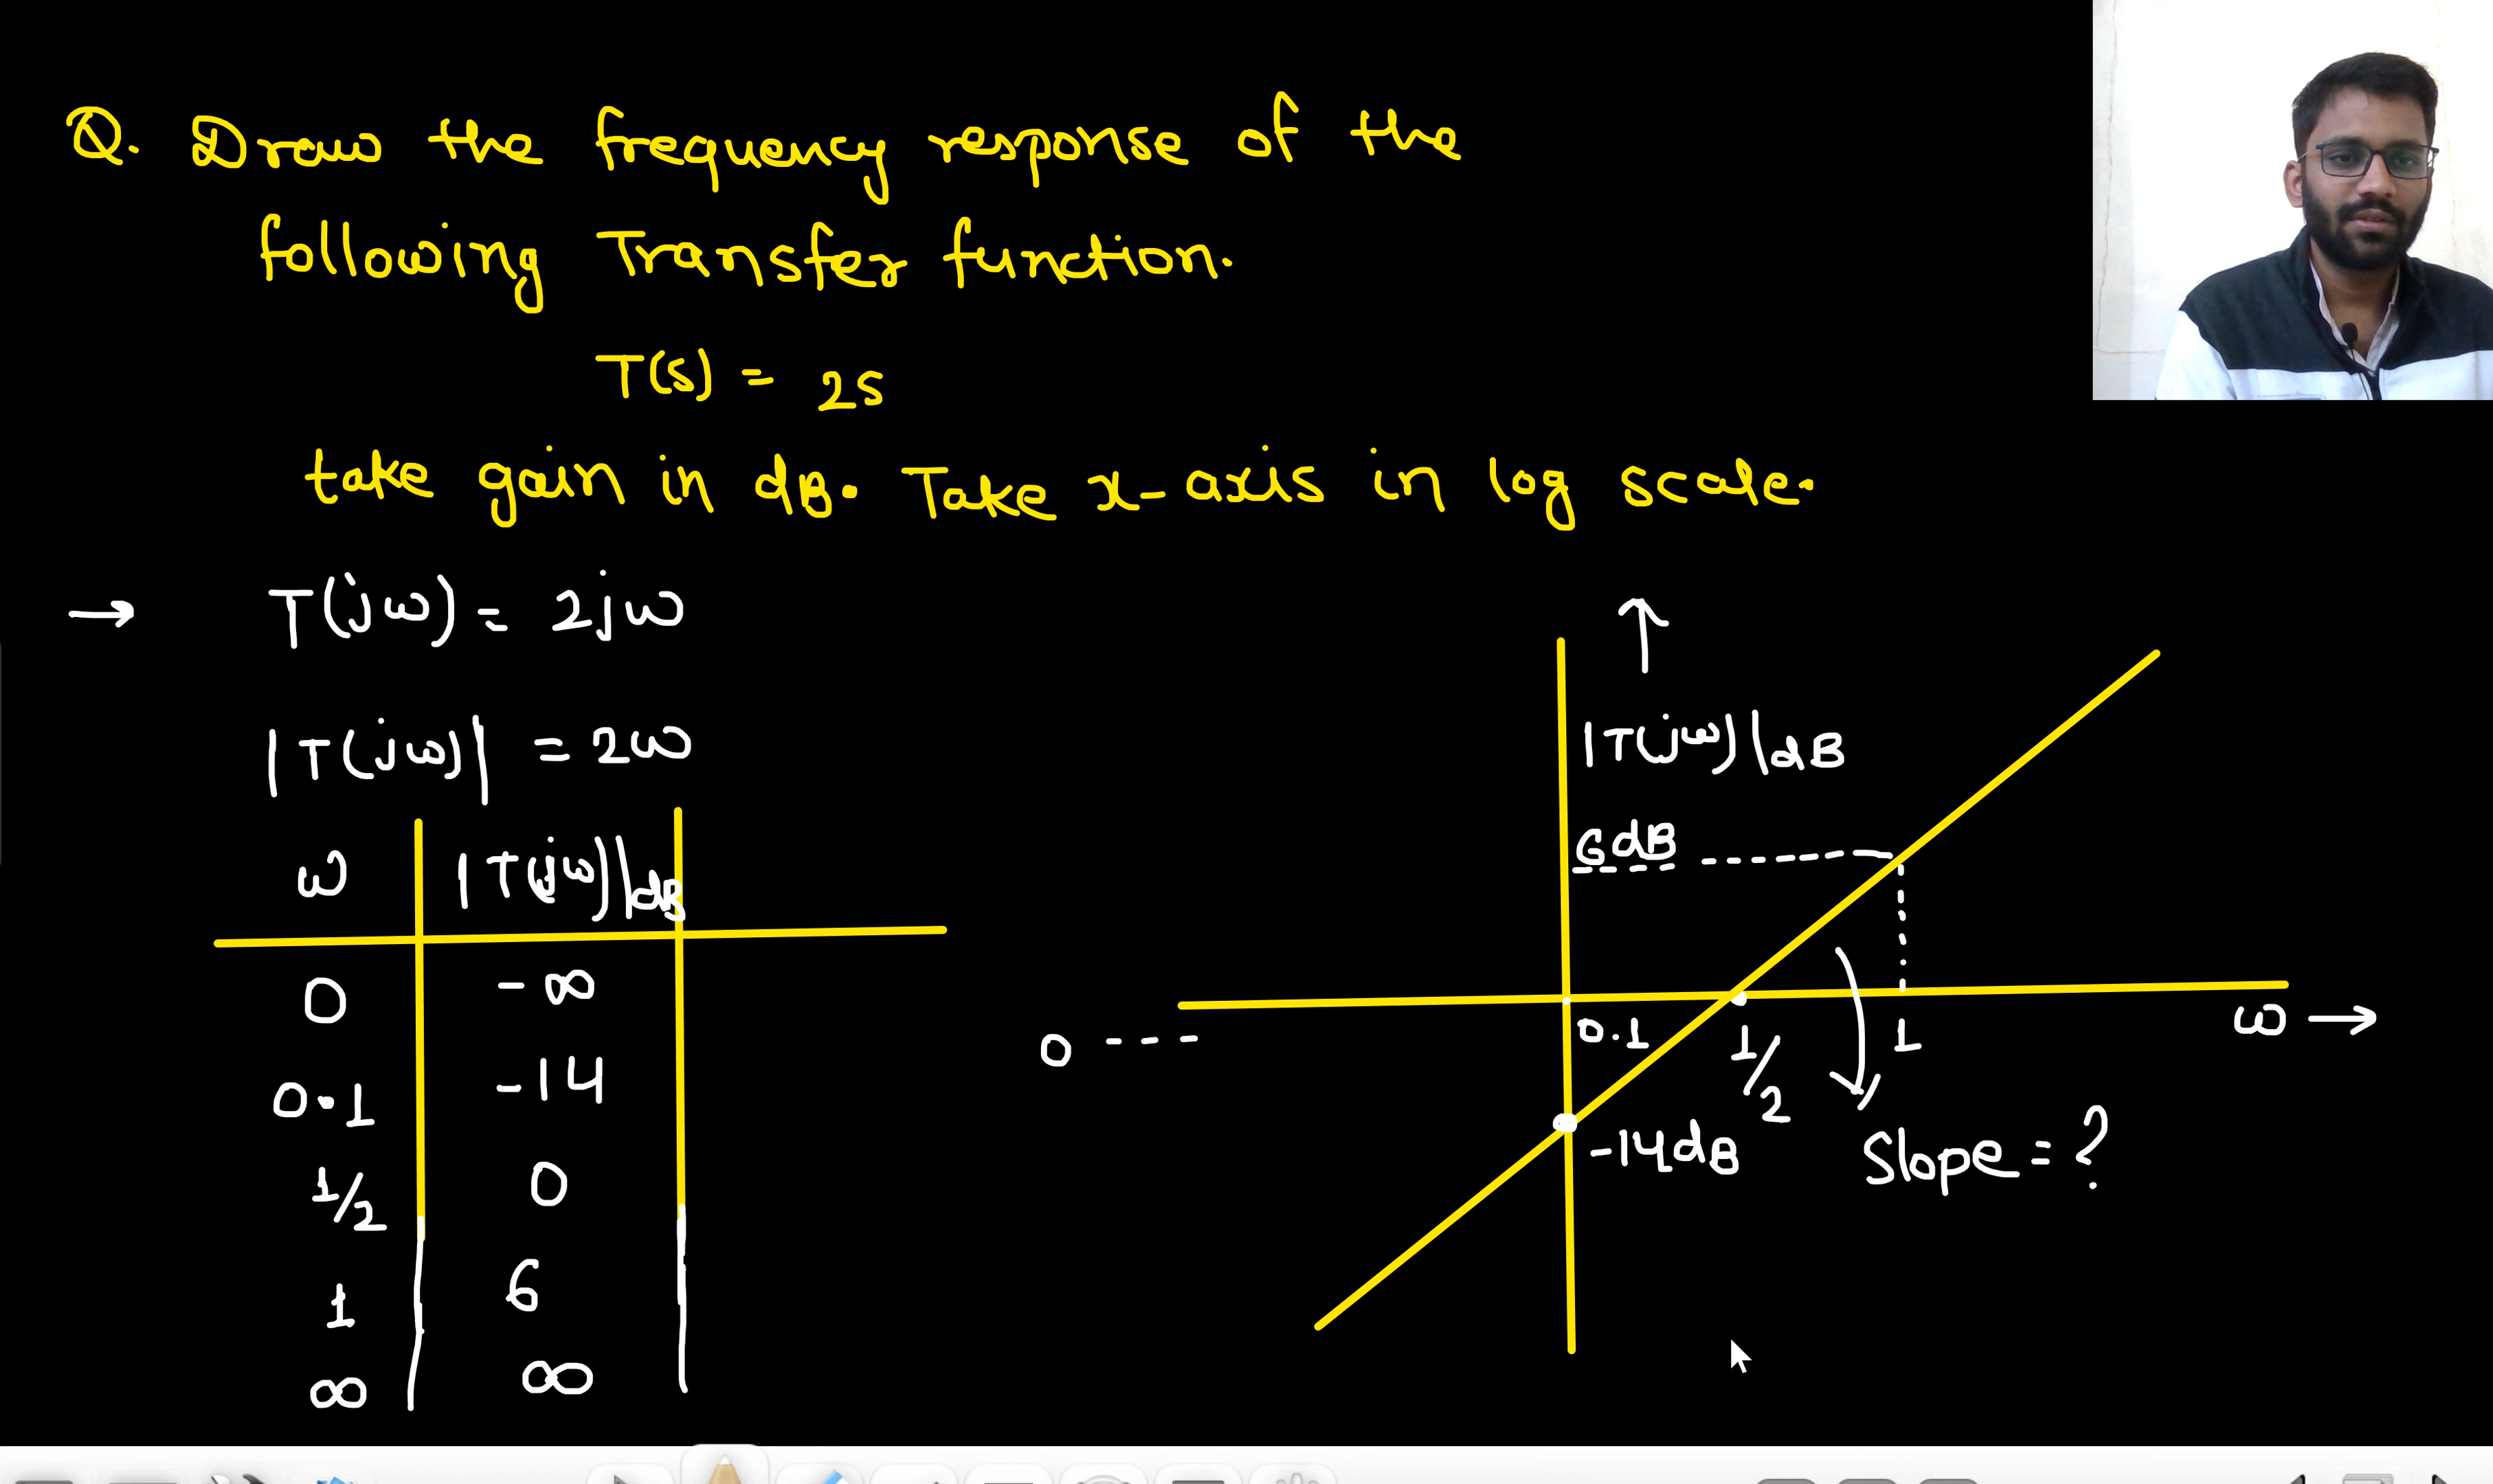 Q. Draw the frequency response of the
following Transfer function.
T(s) = 2s
take gain in dB. Take x-axis in log scale.
→ T(jω) = 2jω
|T(jω)| = 2ω
ω |T(jω)|dB
0 -∞
0.1 -14
1/2 0
1 6
∞ ∞
↑
|T(jω)|dB
6dB
0 --- 0.1 1/2 1 ω →
-14dB
Slope = ?